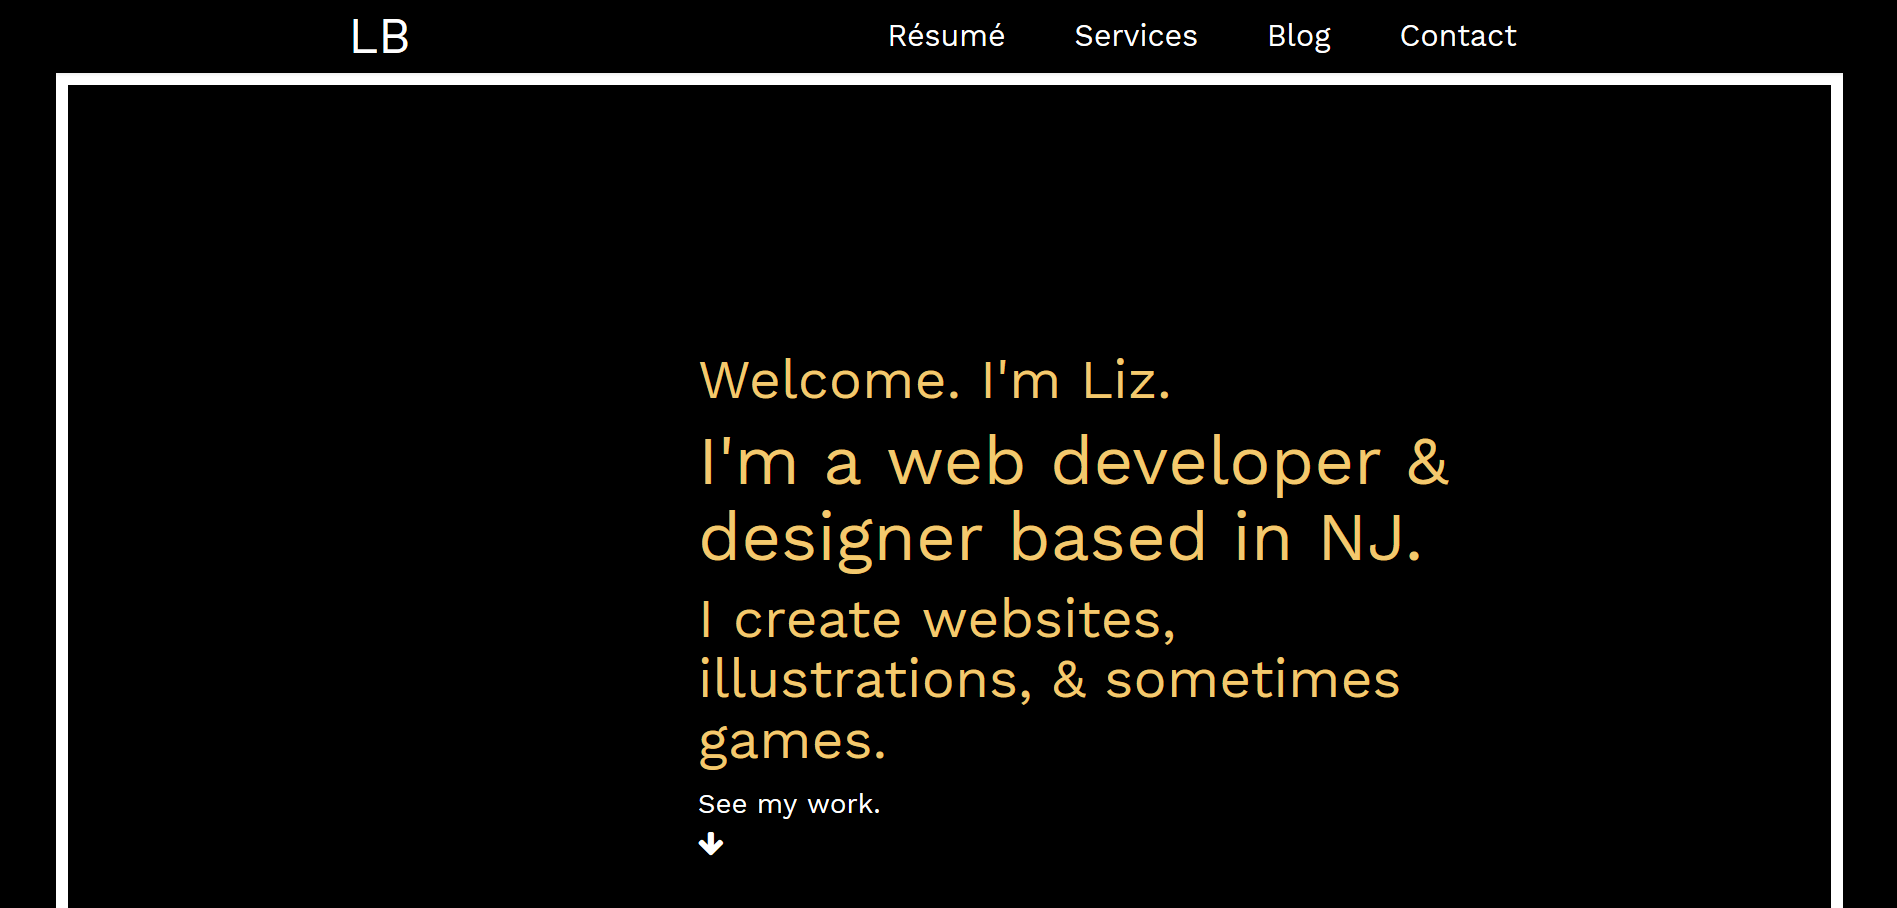 LB
Résumé Services Blog Contact
Welcome. I'm Liz.
I'm a web developer &
designer based in NJ.
I create websites,
illustrations, & sometimes
games.
See my work.